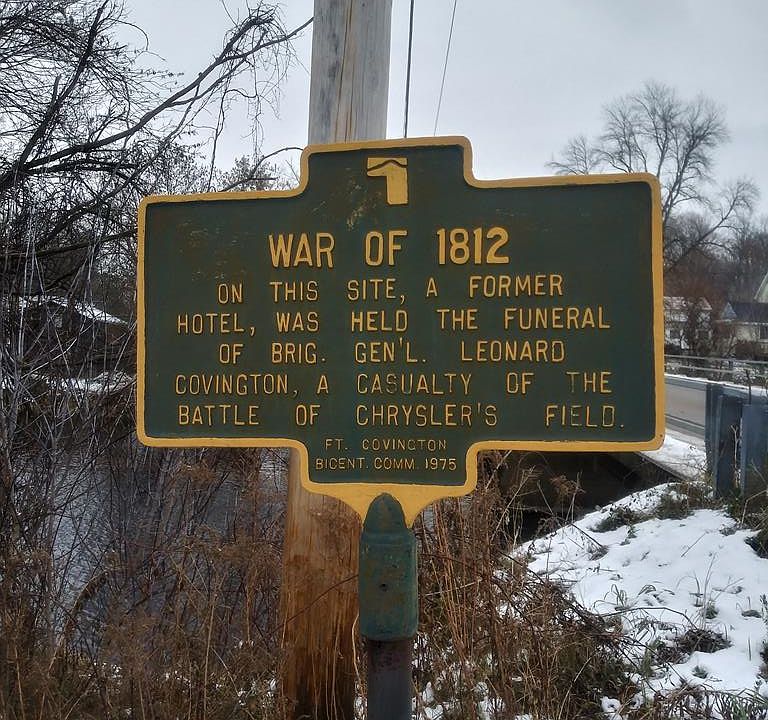 WAR OF 1812
ON THIS SITE, A FORMER
HOTEL, WAS HELD THE FUNERAL
OF BRIG. GEN'L. LEONARD
COVINGTON, A CASUALTY OF THE
BATTLE OF CHRYSLER'S FIELD.
FT. COVINGTON
BICENT. COMM. 1975